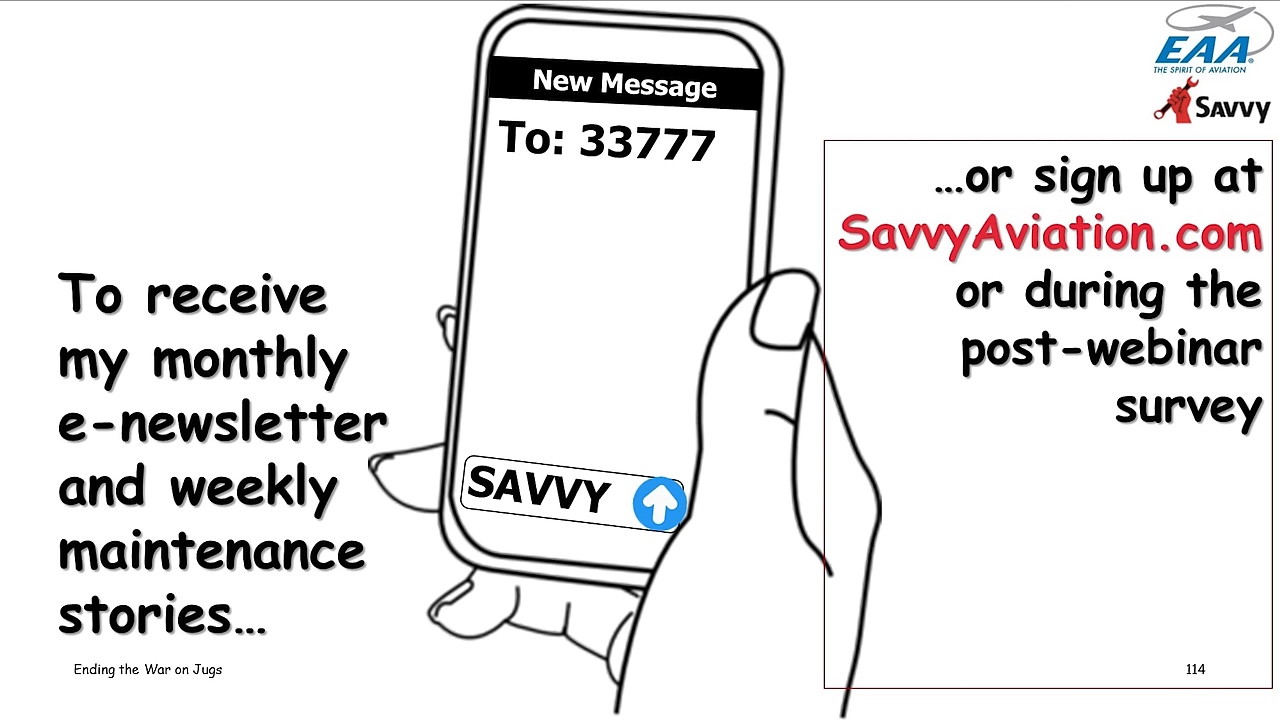 EAA®
THE SPIRIT OF AVIATION
SAVVY
New Message
To: 33777
SAVVY
To receive
my monthly
e-newsletter
and weekly
maintenance
stories...
...or sign up at
SavvyAviation.com
or during the
post-webinar
survey
Ending the War on Jugs
114